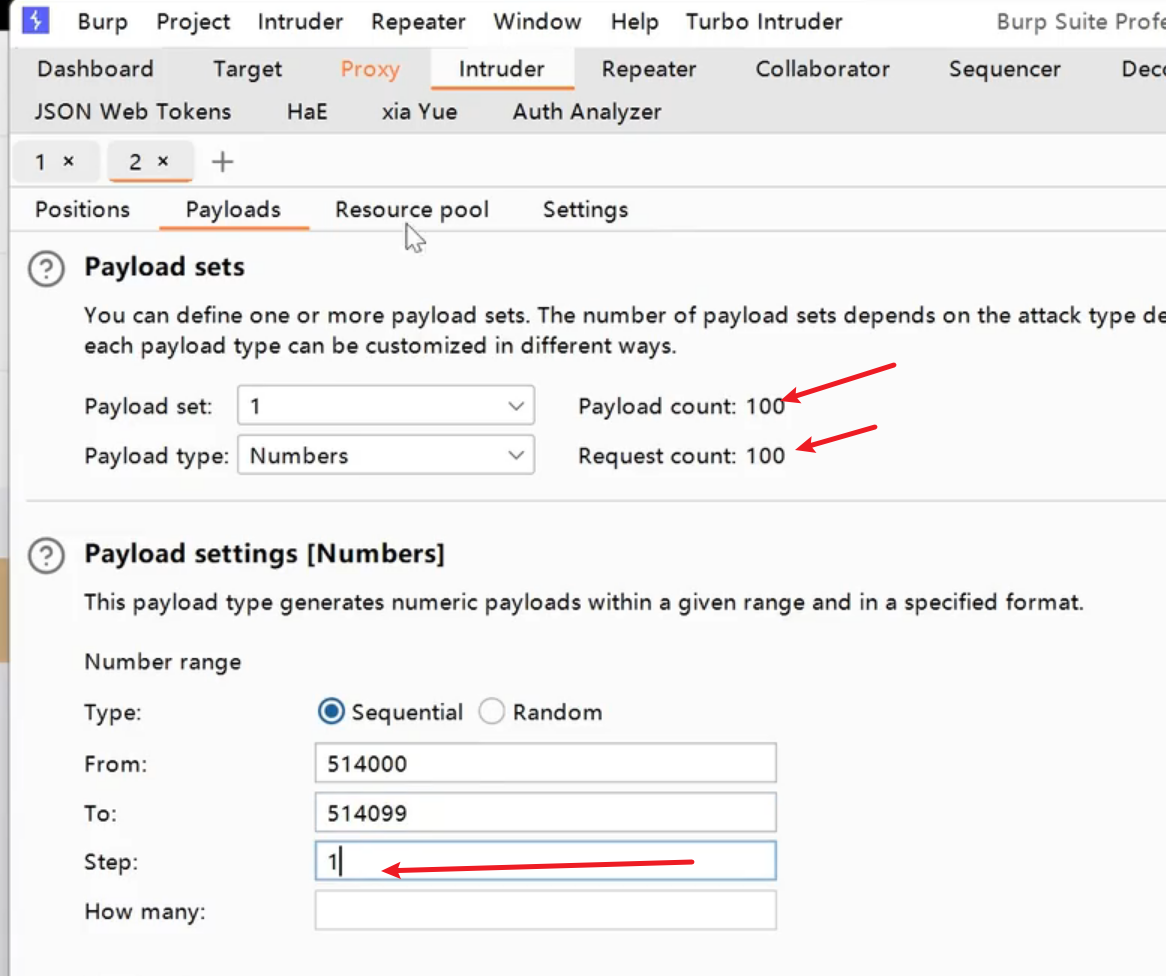 Burp Project Intruder Repeater Window Help Turbo Intruder Burp Suite Profe
Dashboard Target Proxy Intruder Repeater Collaborator Sequencer Deco
JSON Web Tokens HaE xia Yue Auth Analyzer
1 × 2 × +
Positions Payloads Resource pool Settings
? Payload sets
You can define one or more payload sets. The number of payload sets depends on the attack type de
each payload type can be customized in different ways.
Payload set: 1 Payload count: 100
Payload type: Numbers Request count: 100
? Payload settings [Numbers]
This payload type generates numeric payloads within a given range and in a specified format.
Number range
Type: Sequential Random
From: 514000
To: 514099
Step: 1
How many: